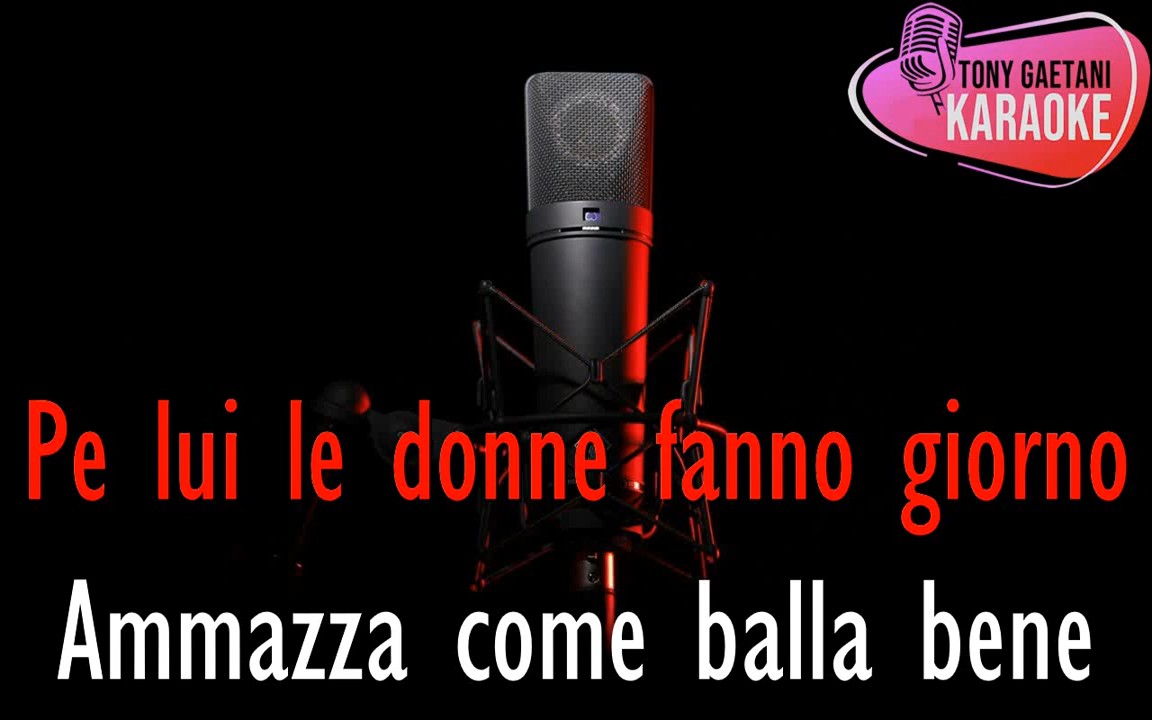 TONY GAETANI
KARAOKE
Pe lui le donne fanno giorno
Ammazza come balla bene